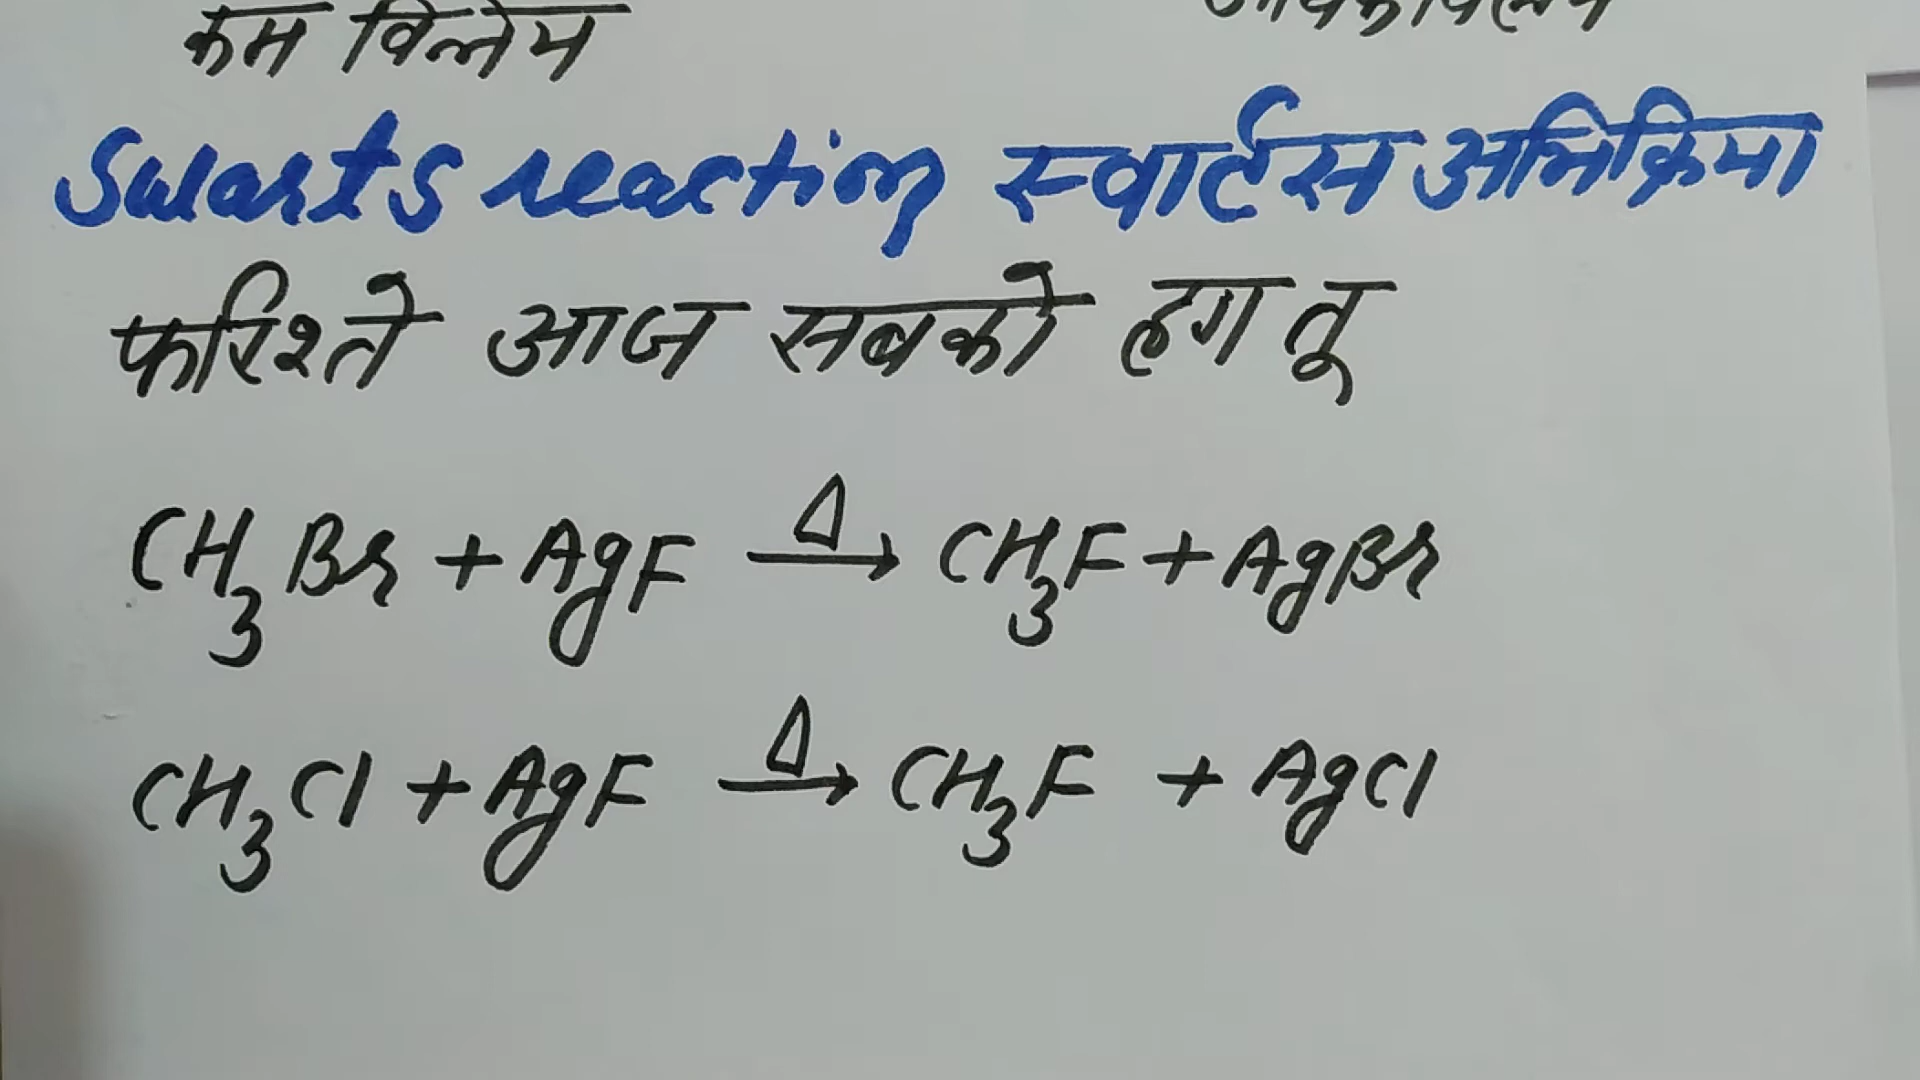 कम विलेय
Swarts reaction स्वार्टस अभिक्रिया
फरिश्ते आज सबको हग तू
CH₃Br + AgF —Δ→ CH₃F + AgBr
CH₃Cl + AgF —Δ→ CH₃F + AgCl